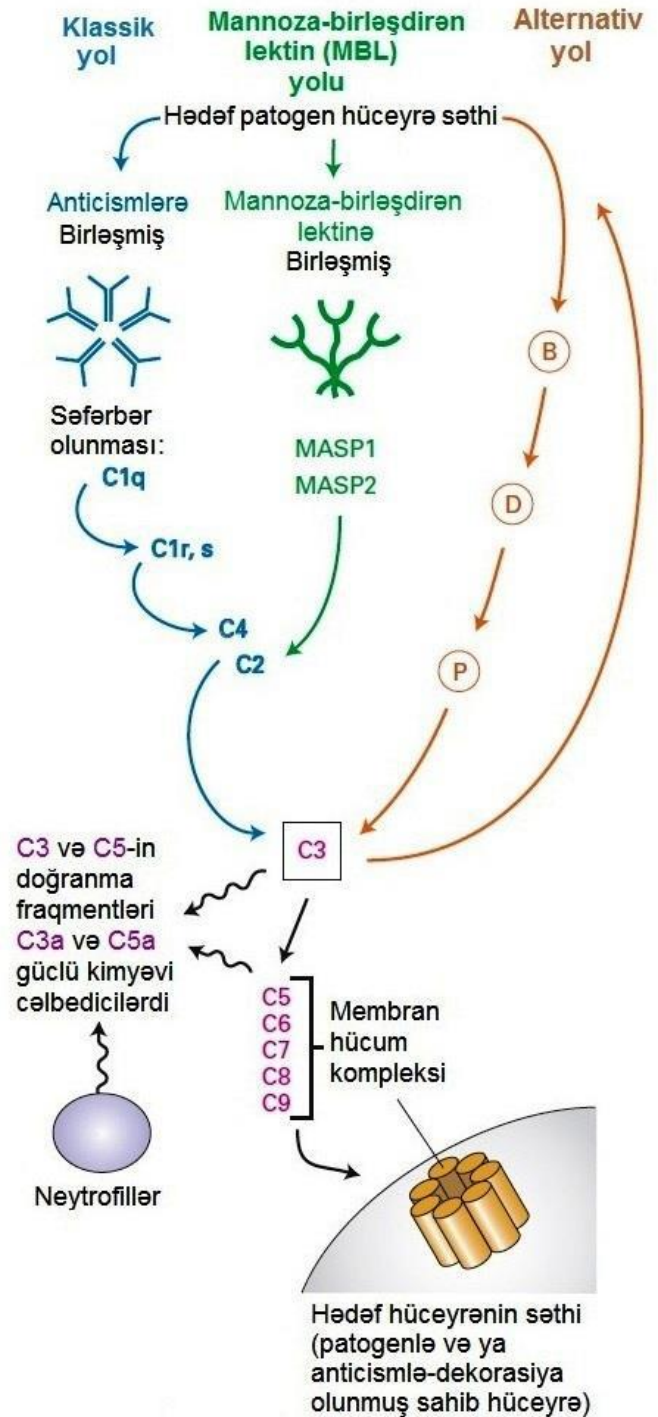 Klassik
yol
Mannoza-birləşdirən
lektin (MBL)
yolu
Alternativ
yol
Hədəf patogen hüceyrə səthi
Anticismlərə
Birləşmiş
Mannoza-birləşdirən
lektinə
Birləşmiş
Səfərbər
olunması:
C1q
C1r, s
C4
C2
MASP1
MASP2
B
D
P
C3
C3 və C5-in
doğranma
fraqmentləri
C3a və C5a
güclü kimyəvi
cəlbedicilərdi
Neytrofillər
C5
C6
C7
C8
C9
Membran
hücum
kompleksi
Hədəf hüceyrənin səthi
(patogenlə və ya
anticismlə-dekorasiya
olunmuş sahib hüceyrə)